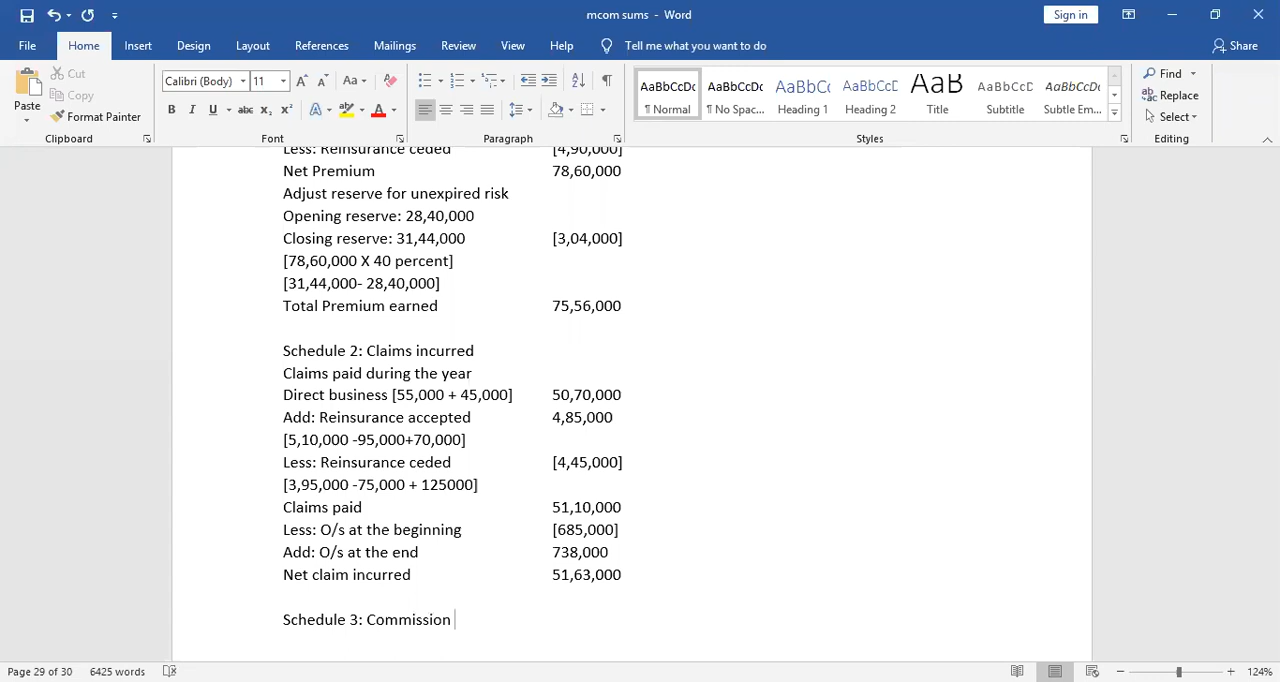 mcom sums - Word
Sign in
File Home Insert Design Layout References Mailings Review View Help Tell me what you want to do Share
Cut
Copy
Format Painter
Paste
Clipboard
Calibri (Body) 11
Font
Paragraph
AaBbCcDc AaBbCcDc AaBbCc AaBbCcC AaB AaBbCcD AaBbCcDc
¶ Normal ¶ No Spac... Heading 1 Heading 2 Title Subtitle Subtle Em...
Styles
Find
Replace
Select
Editing
Less: Reinsurance ceded [4,90,000]
Net Premium 78,60,000
Adjust reserve for unexpired risk
Opening reserve: 28,40,000
Closing reserve: 31,44,000 [3,04,000]
[78,60,000 X 40 percent]
[31,44,000- 28,40,000]
Total Premium earned 75,56,000
Schedule 2: Claims incurred
Claims paid during the year
Direct business [55,000 + 45,000] 50,70,000
Add: Reinsurance accepted 4,85,000
[5,10,000 -95,000+70,000]
Less: Reinsurance ceded [4,45,000]
[3,95,000 -75,000 + 125000]
Claims paid 51,10,000
Less: O/s at the beginning [685,000]
Add: O/s at the end 738,000
Net claim incurred 51,63,000
Schedule 3: Commission
Page 29 of 30 6425 words 124%